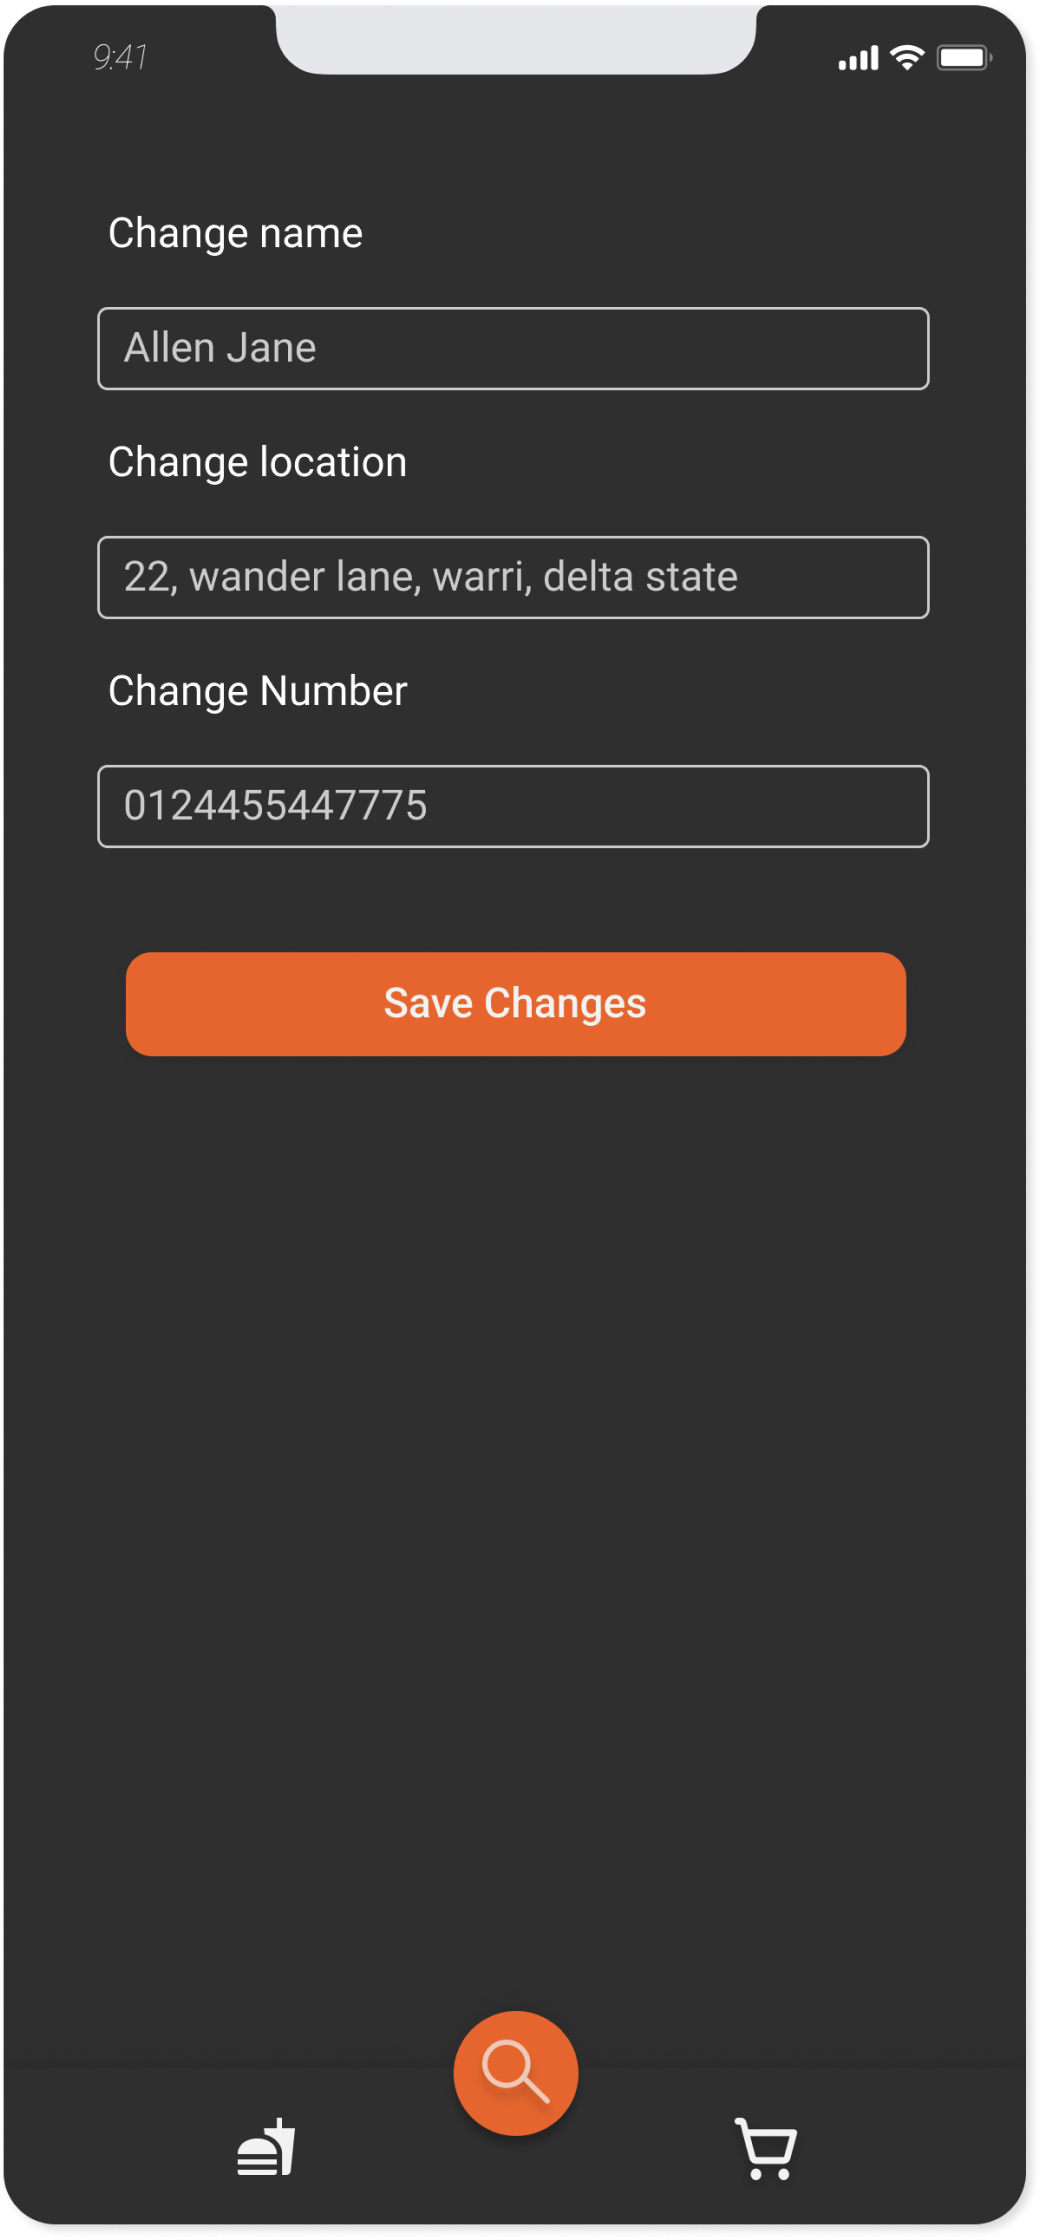 9:41
Change name
Allen Jane
Change location
22, wander lane, warri, delta state
Change Number
0124455447775
Save Changes